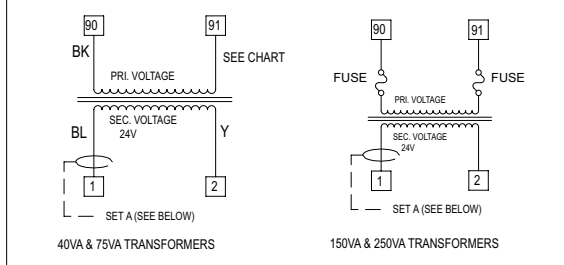 90 91
BK
SEE CHART
PRI. VOLTAGE
SEC. VOLTAGE
24V
BL Y
1 2
SET A (SEE BELOW)
40VA & 75VA TRANSFORMERS
90 91
FUSE FUSE
PRI. VOLTAGE
SEC. VOLTAGE
24V
1 2
SET A (SEE BELOW)
150VA & 250VA TRANSFORMERS